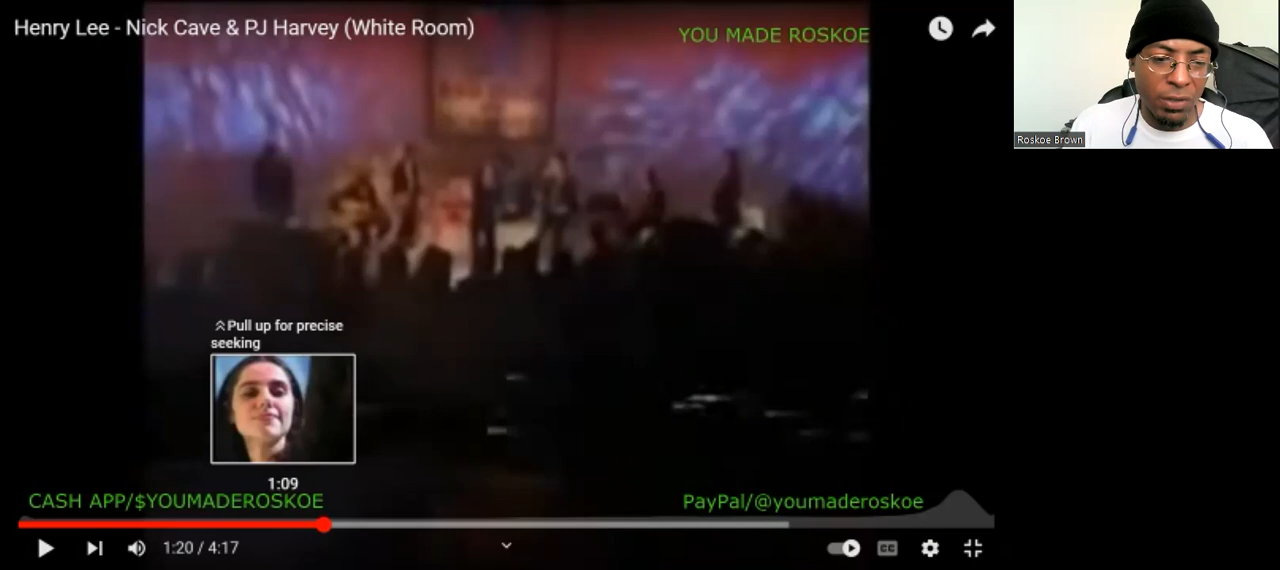 Henry Lee - Nick Cave & PJ Harvey (White Room)
YOU MADE ROSKOE
Roskoe Brown
Pull up for precise
seeking
1:09
CASH APP/$YOUMADEROSKOE
PayPal/@youmaderoskoe
1:20 / 4:17
CC